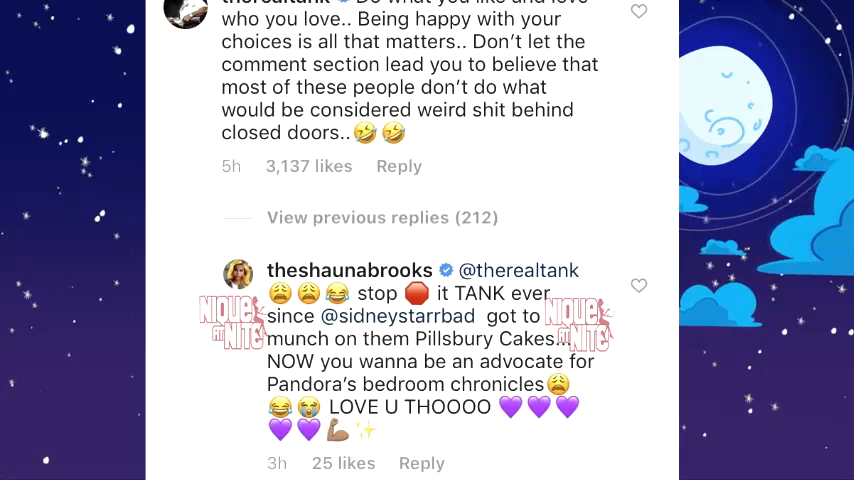 therealtank Do what you like and love
who you love.. Being happy with your
choices is all that matters.. Don't let the
comment section lead you to believe that
most of these people don't do what
would be considered weird shit behind
closed doors..🤣 🤣
5h 3,137 likes Reply
View previous replies (212)
theshaunabrooks @therealtank
😩 😩 😂 stop 🛑 it TANK ever
since @sidneystarrbad got to
munch on them Pillsbury Cakes...
NOW you wanna be an advocate for
Pandora's bedroom chronicles😩
😂 😭 LOVE U THOOOO 💜 💜 💜
💜 💜 💪🏽 ✨
3h 25 likes Reply
NIQUE
AT
NITE
NIQUE
AT
NITE